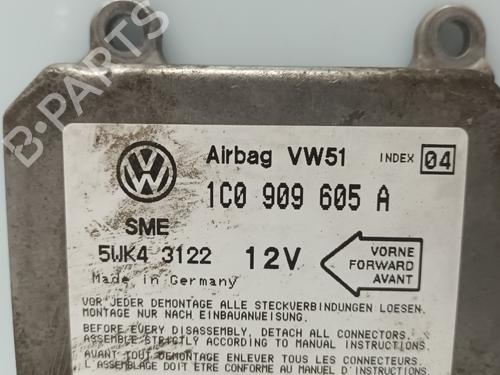 B-PARTS
Airbag VW51 INDEX 04
1C0 909 605 A
SME
5WK4 3122 12V
VORNE
FORWARD
AVANT
Made in Germany
VOR JEDER DEMONTAGE ALLE STECKVERBINDUNGEN LOESEN.
MONTAGE NUR NACH EINBAUANWEISUNG.
BEFORE EVERY DISASSEMBLY, DETACH ALL CONNECTORS.
ASSEMBLE STRICTLY ACCORDING TO MANUAL INSTRUCTIONS.
AVANT TOUT DEMONTAGE ENLEVER TOUS LES CONNECTEURS.
L'ASSEMBLAGE DOIT ETRE CONFORME AU MANUEL D'INSTRUCTIONS.